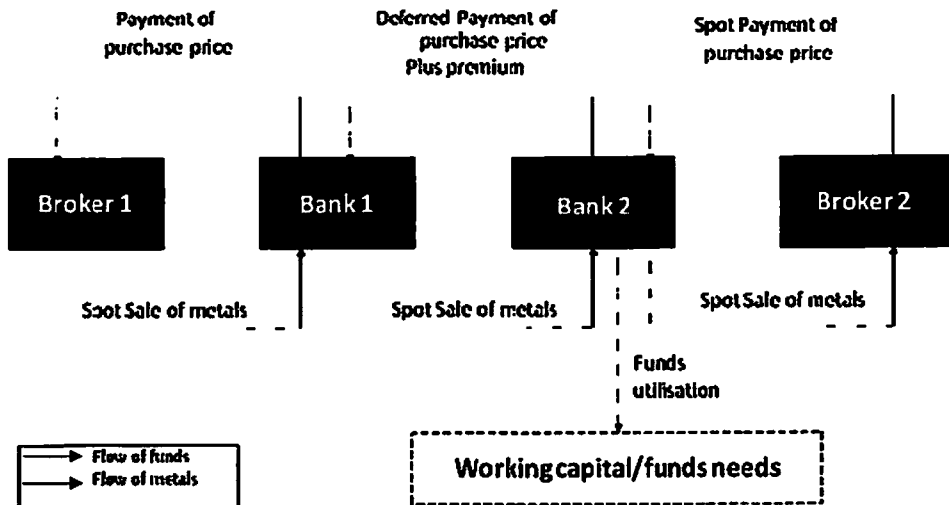 Payment of
purchase price
Deferred Payment of
purchase price
Plus premium
Spot Payment of
purchase price
Broker 1
Bank 1
Bank 2
Broker 2
Spot Sale of metals
Spot Sale of metals
Spot Sale of metals
Funds
utilisation
Flow of funds
Flow of metals
Working capital/funds needs